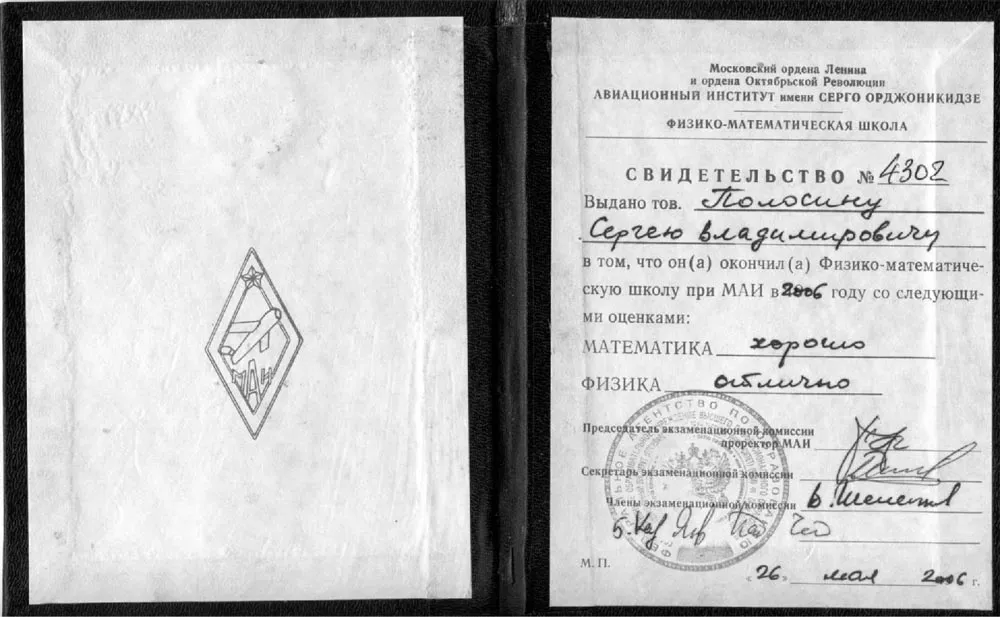 МАИ
Московский ордена Ленина
и ордена Октябрьской Революции
АВИАЦИОННЫЙ ИНСТИТУТ имени СЕРГО ОРДЖОНИКИДЗЕ
ФИЗИКО-МАТЕМАТИЧЕСКАЯ ШКОЛА
СВИДЕТЕЛЬСТВО № 4302
Выдано тов. Полосину
Сергею Владимировичу
в том, что он(а) окончил(а) Физико-математиче-
скую школу при МАИ в 2006 году со следующи-
ми оценками:
МАТЕМАТИКА хорошо
ФИЗИКА отлично
Председатель экзаменационной комиссии
проректор МАИ
Секретарь экзаменационной комиссии
Члены экзаменационной комиссии
М. П.
«26» мая 2006 г.